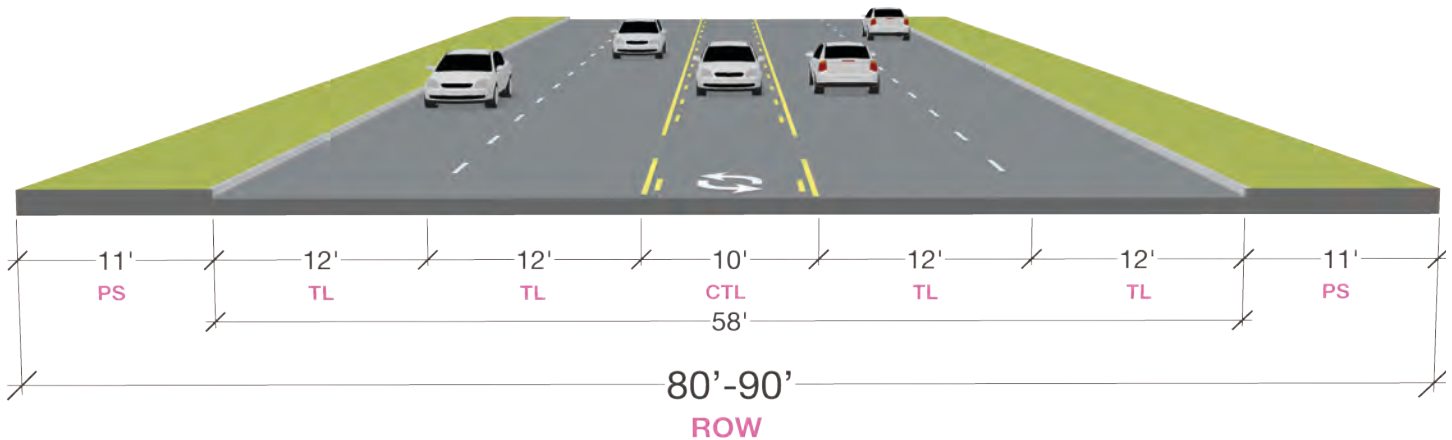 11' 12' 12' 10' 12' 12' 11'
PS TL TL CTL TL TL PS
58'
80’-90’
ROW